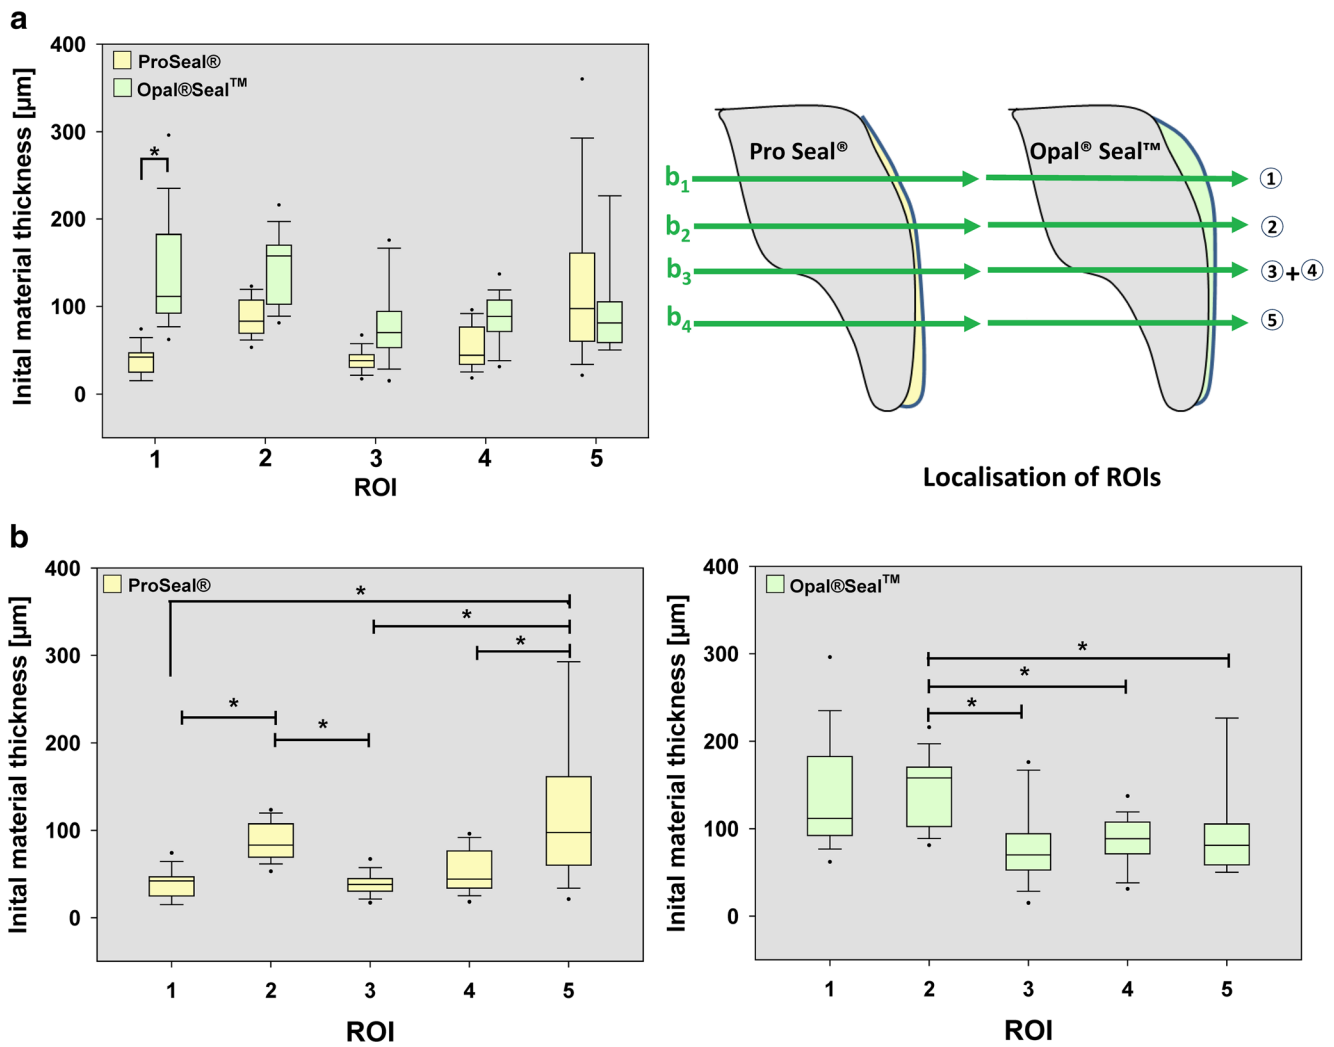 a
400
300
200
100
0
Inital material thickness [µm]
ProSeal®
Opal®Seal™
*
1 2 3 4 5
ROI
Pro Seal®
Opal® Seal™
b1
b2
b3
b4
①
②
③+④
⑤
Localisation of ROIs
b
400
300
200
100
0
Inital material thickness [µm]
ProSeal®
*
*
*
*
*
1 2 3 4 5
ROI
400
300
200
100
0
Inital material thickness [µm]
Opal®Seal™
*
*
*
1 2 3 4 5
ROI